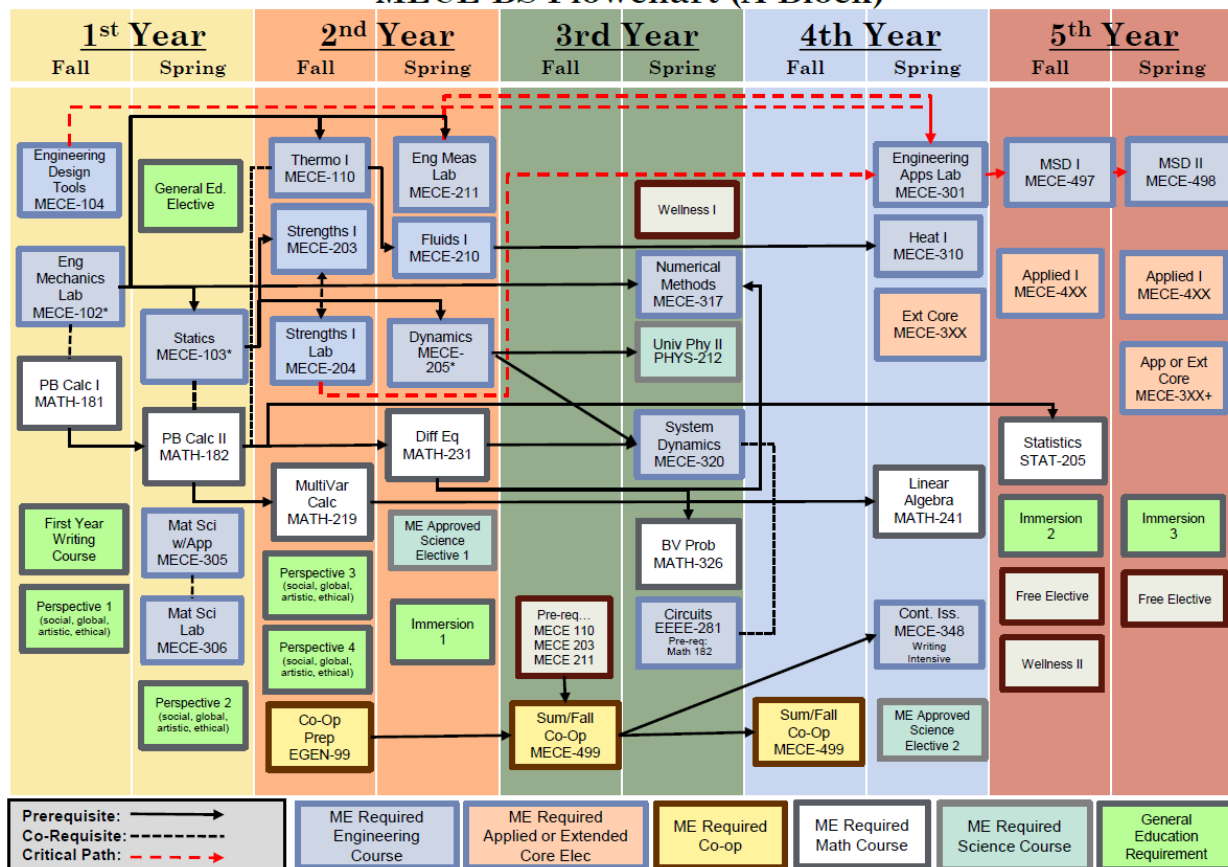 MECE BS Flowchart (A Block)
1st Year
2nd Year
3rd Year
4th Year
5th Year
Fall
Spring
Fall
Spring
Fall
Spring
Fall
Spring
Fall
Spring
Engineering
Design
Tools
MECE-104
Eng
Mechanics
Lab
MECE-102*
PB Calc I
MATH-181
First Year
Writing
Course
Perspective 1
(social, global,
artistic, ethical)
General Ed.
Elective
Statics
MECE-103*
PB Calc II
MATH-182
Mat Sci
w/App
MECE-305
Mat Sci
Lab
MECE-306
Perspective 2
(social, global,
artistic, ethical)
Thermo I
MECE-110
Strengths I
MECE-203
Strengths I
Lab
MECE-204
MultiVar
Calc
MATH-219
Perspective 3
(social, global,
artistic, ethical)
Perspective 4
(social, global,
artistic, ethical)
Co-Op
Prep
EGEN-99
Eng Meas
Lab
MECE-211
Fluids I
MECE-210
Dynamics
MECE-
205*
Diff Eq
MATH-231
ME Approved
Science
Elective 1
Immersion
1
Pre-req...
MECE 110
MECE 203
MECE 211
Sum/Fall
Co-Op
MECE-499
Wellness I
Numerical
Methods
MECE-317
Univ Phy II
PHYS-212
System
Dynamics
MECE-320
BV Prob
MATH-326
Circuits
EEEE-281
Pre-req:
Math 182
Sum/Fall
Co-Op
MECE-499
Engineering
Apps Lab
MECE-301
Heat I
MECE-310
Ext Core
MECE-3XX
Linear
Algebra
MATH-241
Cont. Iss.
MECE-348
Writing
Intensive
ME Approved
Science
Elective 2
MSD I
MECE-497
Applied I
MECE-4XX
Statistics
STAT-205
Immersion
2
Free Elective
Wellness II
MSD II
MECE-498
Applied I
MECE-4XX
App or Ext
Core
MECE-3XX+
Immersion
3
Free Elective
Prerequisite:
Co-Requisite:
Critical Path:
ME Required
Engineering
Course
ME Required
Applied or Extended
Core Elec
ME Required
Co-op
ME Required
Math Course
ME Required
Science Course
General
Education
Requirement